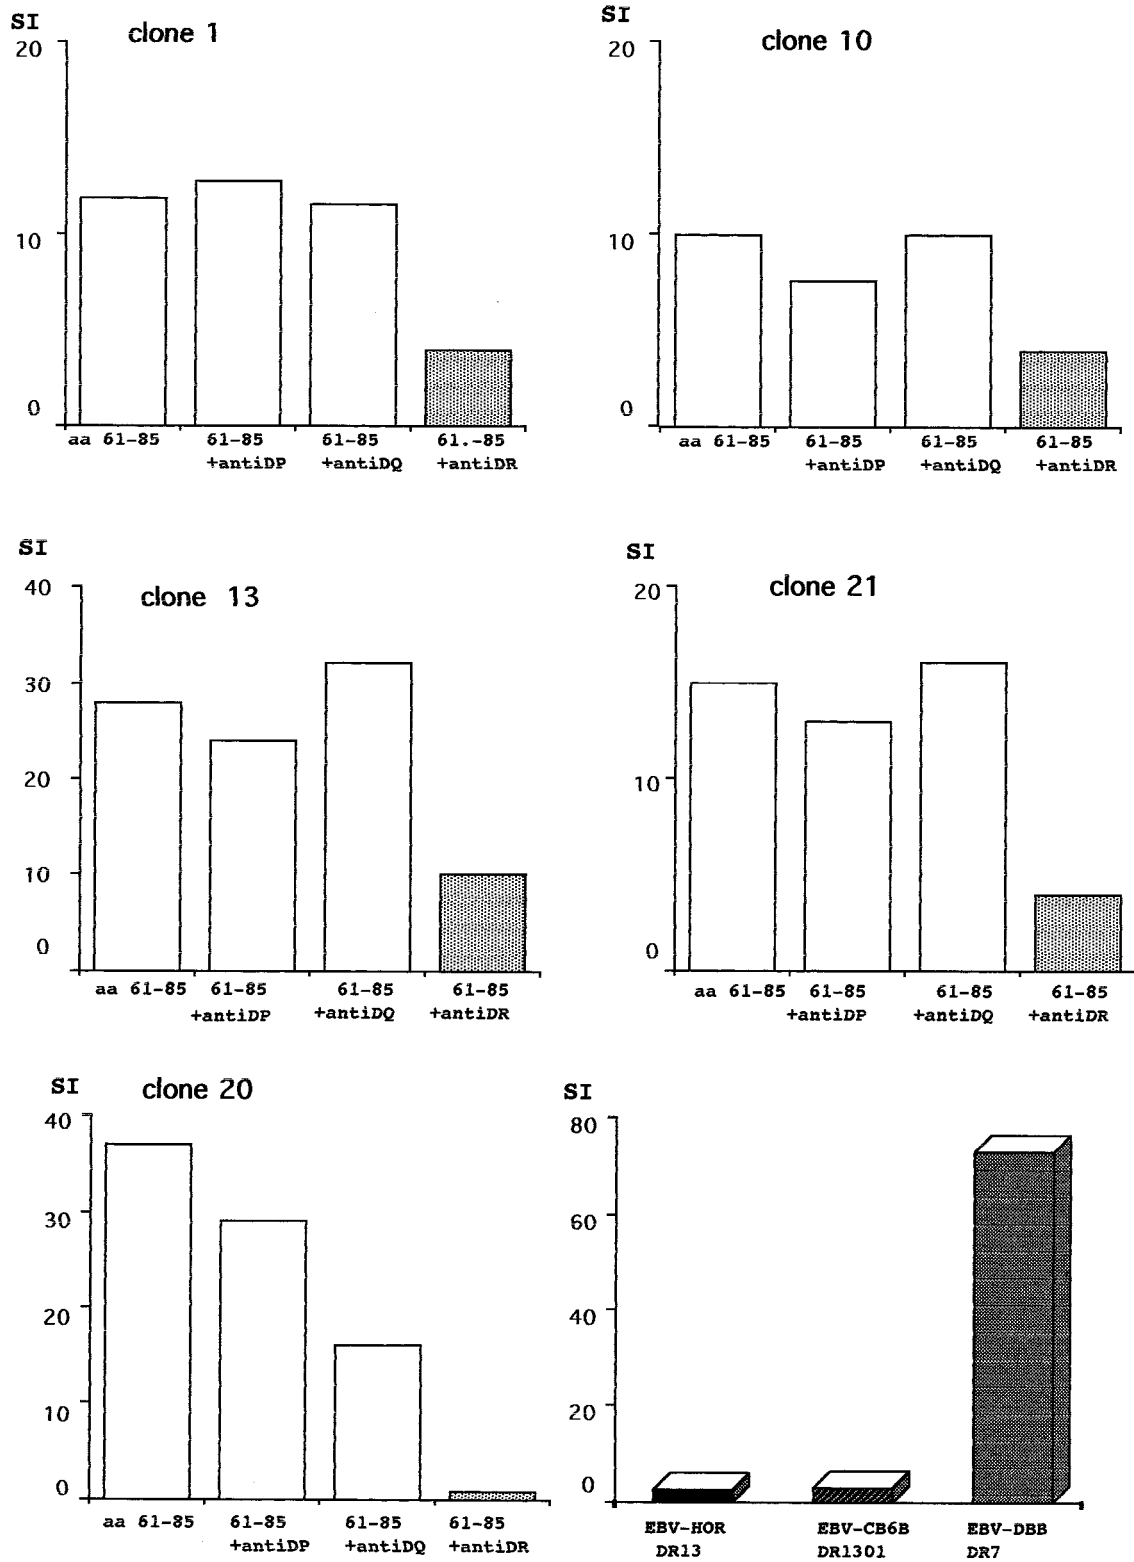 SI
clone 1
20
10
0
aa 61-85 61-85 61-85 61.-85
+antiDP +antiDQ +antiDR
SI
clone 10
20
10
0
aa 61-85 61-85 61-85 61-85
+antiDP +antiDQ +antiDR
SI
clone 13
40
30
20
10
0
aa 61-85 61-85 61-85 61-85
+antiDP +antiDQ +antiDR
SI
clone 21
20
10
0
aa 61-85 61-85 61-85 61-85
+antiDP +antiDQ +antiDR
SI
clone 20
40
30
20
10
0
aa 61-85 61-85 61-85 61-85
+antiDP +antiDQ +antiDR
SI
80
60
40
20
0
EBV-HOR EBV-CB6B EBV-DBB
DR13 DR1301 DR7